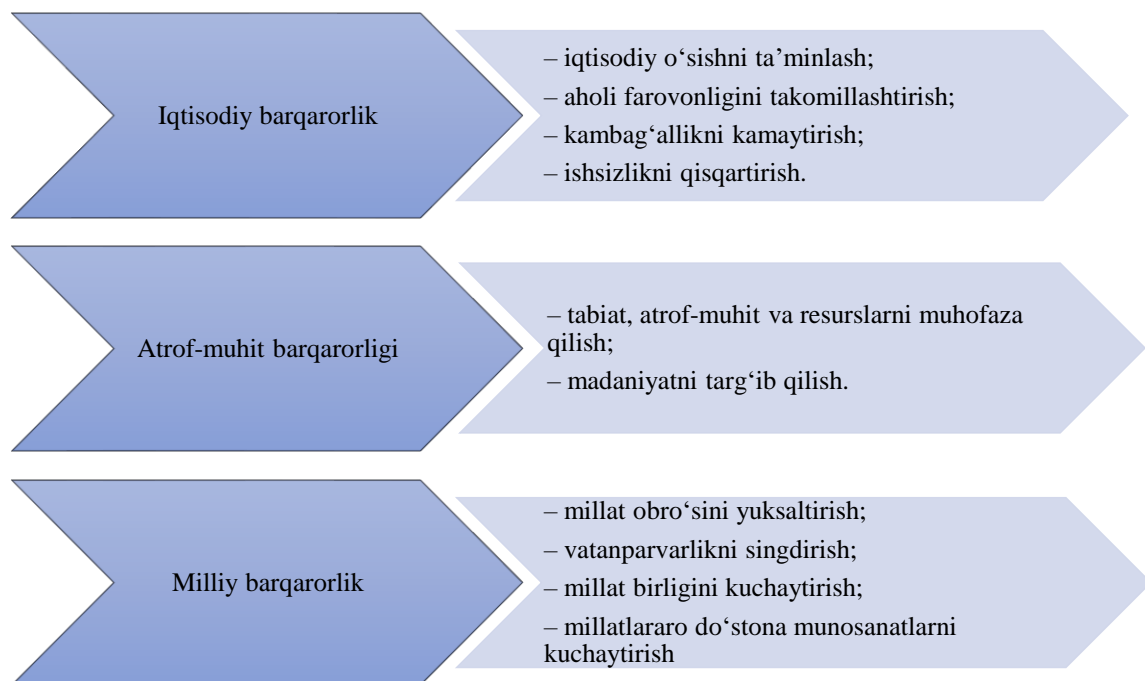 Iqtisodiy barqarorlik
– iqtisodiy o‘sishni ta’minlash;
– aholi farovonligini takomillashtirish;
– kambag‘allikni kamaytirish;
– ishsizlikni qisqartirish.
Atrof-muhit barqarorligi
– tabiat, atrof-muhit va resurslarni muhofaza
qilish;
– madaniyatni targ‘ib qilish.
Milliy barqarorlik
– millat obro‘sini yuksaltirish;
– vatanparvarlikni singdirish;
– millat birligini kuchaytirish;
– millatlararo do‘stona munosanatlarni
kuchaytirish